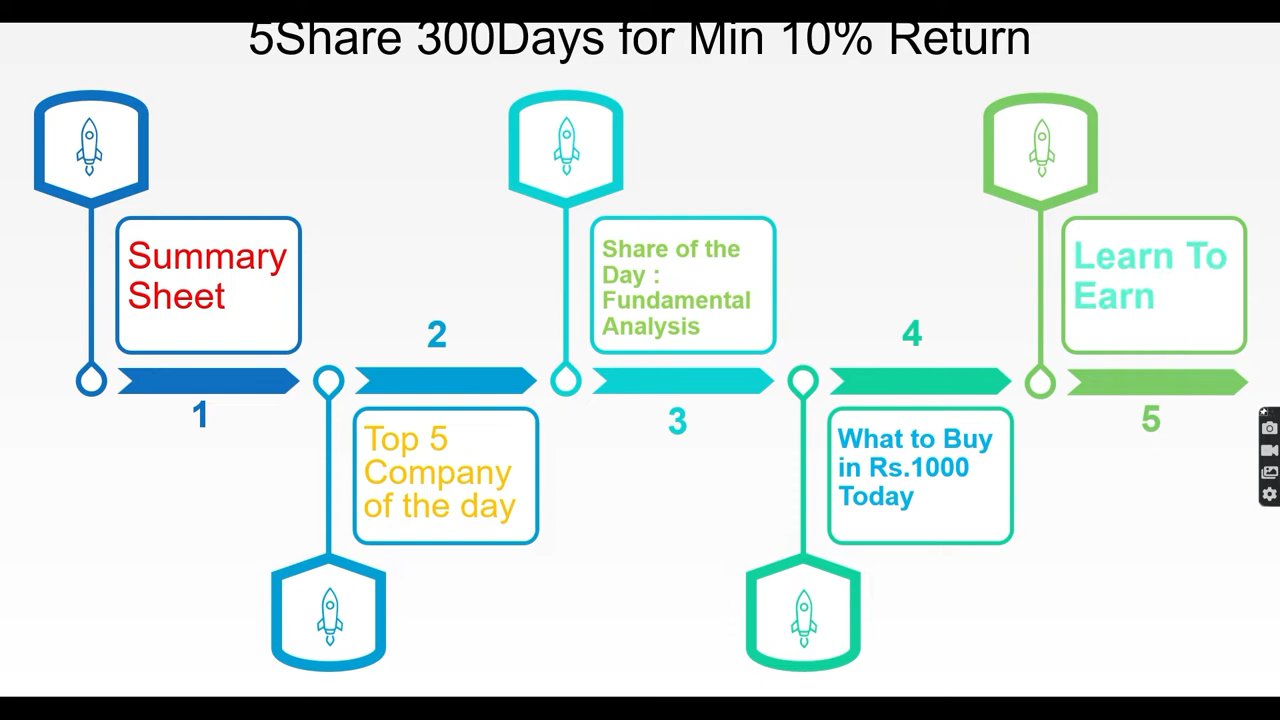 5Share 300Days for Min 10% Return
Summary
Sheet
1
2
Top 5
Company
of the day
Share of the
Day :
Fundamental
Analysis
3
4
What to Buy
in Rs.1000
Today
Learn To
Earn
5